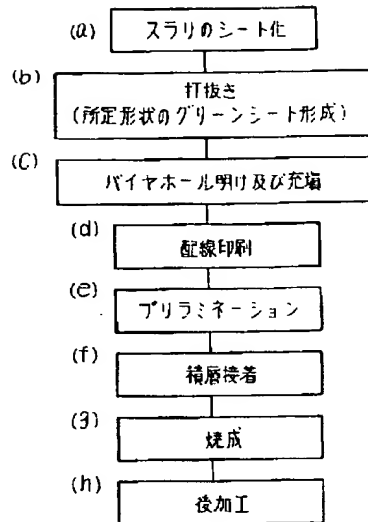 (a) スラリのシート化
(b) 打抜き
(所定形状のグリーンシート形成)
(C) バイヤホール明け及び充塡
(d) 配線印刷
(e) プリラミネーション
(f) 積層接着
(g) 焼成
(h) 後加工